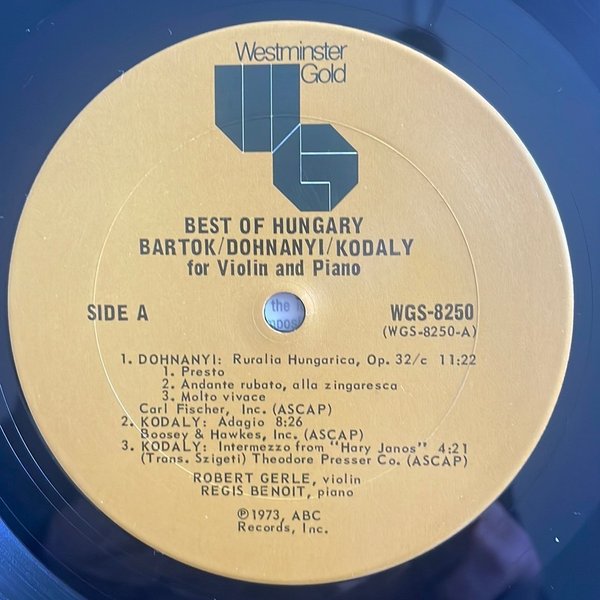 Westminster
Gold
WG
BEST OF HUNGARY
BARTOK/DOHNANYI/KODALY
for Violin and Piano
the
SIDE A
WGS-8250
(WGS-8250-A)
1. DOHNANYI: Ruralia Hungarica, Op. 32/c 11:22
1. Presto
2. Andante rubato, alla zingaresca
3. Molto vivace
Carl Fischer, Inc. (ASCAP)
2. KODALY: Adagio 8:26
Boosey & Hawkes, Inc. (ASCAP)
3. KODALY: Intermezzo from "Hary Janos" 4:21
(Trans. Szigeti) Theodore Presser Co. (ASCAP)
ROBERT GERLE, violin
REGIS BENOIT, piano
℗1973, ABC
Records, Inc.